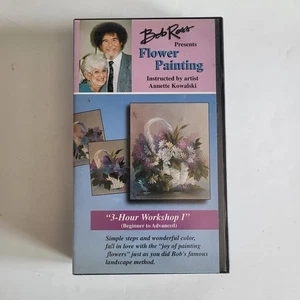 Bob Ross
Presents
Flower
Painting
Instructed by artist
Annette Kowalski
"3-Hour Workshop I"
(Beginner to Advanced)
Simple steps and wonderful color,
fall in love with the "joy of painting
flowers" just as you did Bob's famous
landscape method.